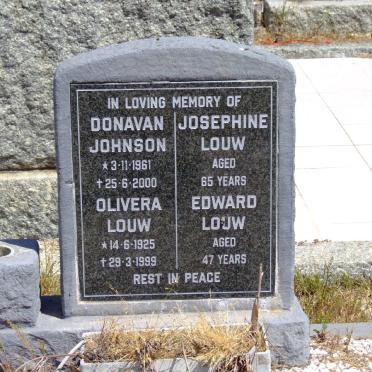 IN LOVING MEMORY OF
DONAVAN
JOHNSON
★ 3-11-1961
✝ 25-6-2000
OLIVERA
LOUW
★ 14-6-1925
✝ 29-3-1999
JOSEPHINE
LOUW
AGED
65 YEARS
EDWARD
LOUW
AGED
47 YEARS
REST IN PEACE